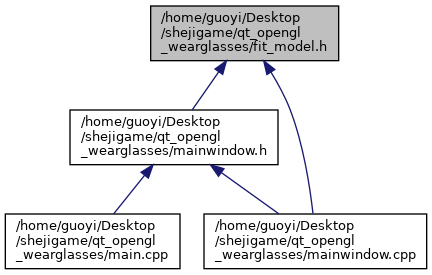 /home/guoyi/Desktop
/shejigame/qt_opengl
_wearglasses/fit_model.h
/home/guoyi/Desktop
/shejigame/qt_opengl
_wearglasses/mainwindow.h
/home/guoyi/Desktop
/shejigame/qt_opengl
_wearglasses/main.cpp
/home/guoyi/Desktop
/shejigame/qt_opengl
_wearglasses/mainwindow.cpp